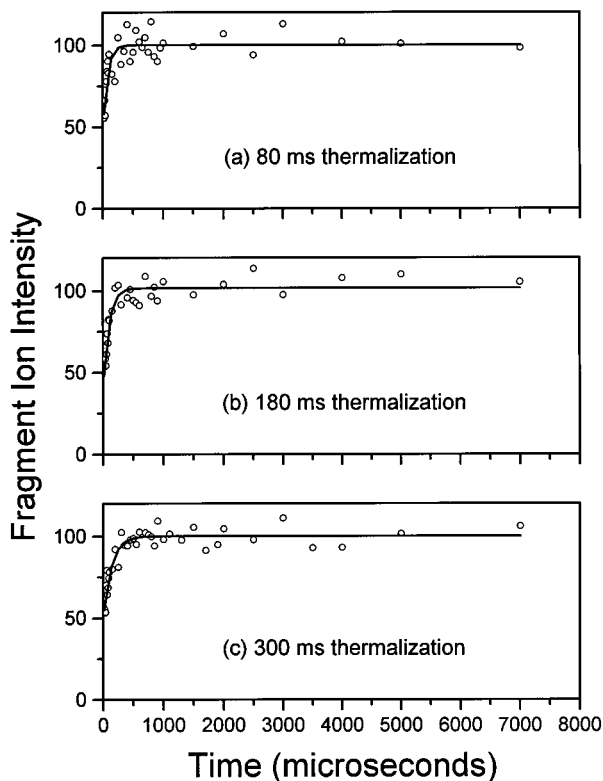 Fragment Ion Intensity
100
50
0
(a) 80 ms thermalization
100
50
0
(b) 180 ms thermalization
100
50
0
(c) 300 ms thermalization
0 1000 2000 3000 4000 5000 6000 7000 8000
Time (microseconds)